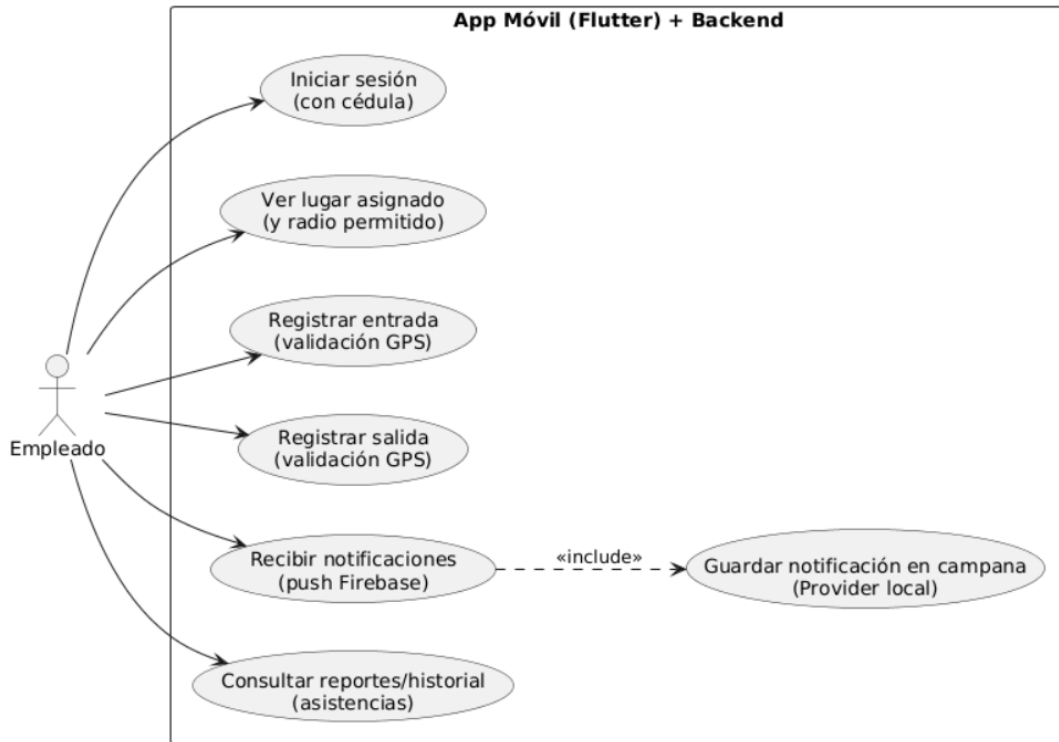 App Móvil (Flutter) + Backend
Iniciar sesión
(con cédula)
Ver lugar asignado
(y radio permitido)
Registrar entrada
(validación GPS)
Empleado
Registrar salida
(validación GPS)
Recibir notificaciones
(push Firebase)
«include»
Guardar notificación en campana
(Provider local)
Consultar reportes/historial
(asistencias)